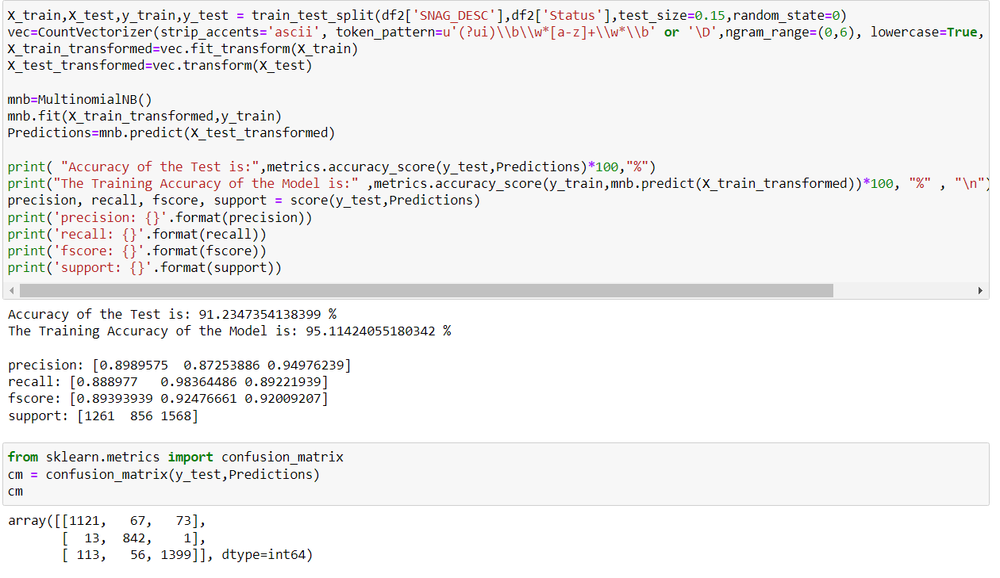 X_train,X_test,y_train,y_test = train_test_split(df2['SNAG_DESC'],df2['Status'],test_size=0.15,random_state=0)
vec=CountVectorizer(strip_accents='ascii', token_pattern=u'(?ui)\\b\\w*[a-z]+\\w*\\b' or '\D',ngram_range=(0,6), lowercase=True,
X_train_transformed=vec.fit_transform(X_train)
X_test_transformed=vec.transform(X_test)
mnb=MultinomialNB()
mnb.fit(X_train_transformed,y_train)
Predictions=mnb.predict(X_test_transformed)
print( "Accuracy of the Test is:",metrics.accuracy_score(y_test,Predictions)*100,"%")
print("The Training Accuracy of the Model is:" ,metrics.accuracy_score(y_train,mnb.predict(X_train_transformed))*100, "%" , "\n")
precision, recall, fscore, support = score(y_test,Predictions)
print('precision: {}'.format(precision))
print('recall: {}'.format(recall))
print('fscore: {}'.format(fscore))
print('support: {}'.format(support))
Accuracy of the Test is: 91.2347354138399 %
The Training Accuracy of the Model is: 95.11424055180342 %
precision: [0.8989575  0.87253886 0.94976239]
recall: [0.888977   0.98364486 0.89221939]
fscore: [0.89393939 0.92476661 0.92009207]
support: [1261  856 1568]
from sklearn.metrics import confusion_matrix
cm = confusion_matrix(y_test,Predictions)
cm
array([[1121,   67,   73],
       [  13,  842,    1],
       [ 113,   56, 1399]], dtype=int64)